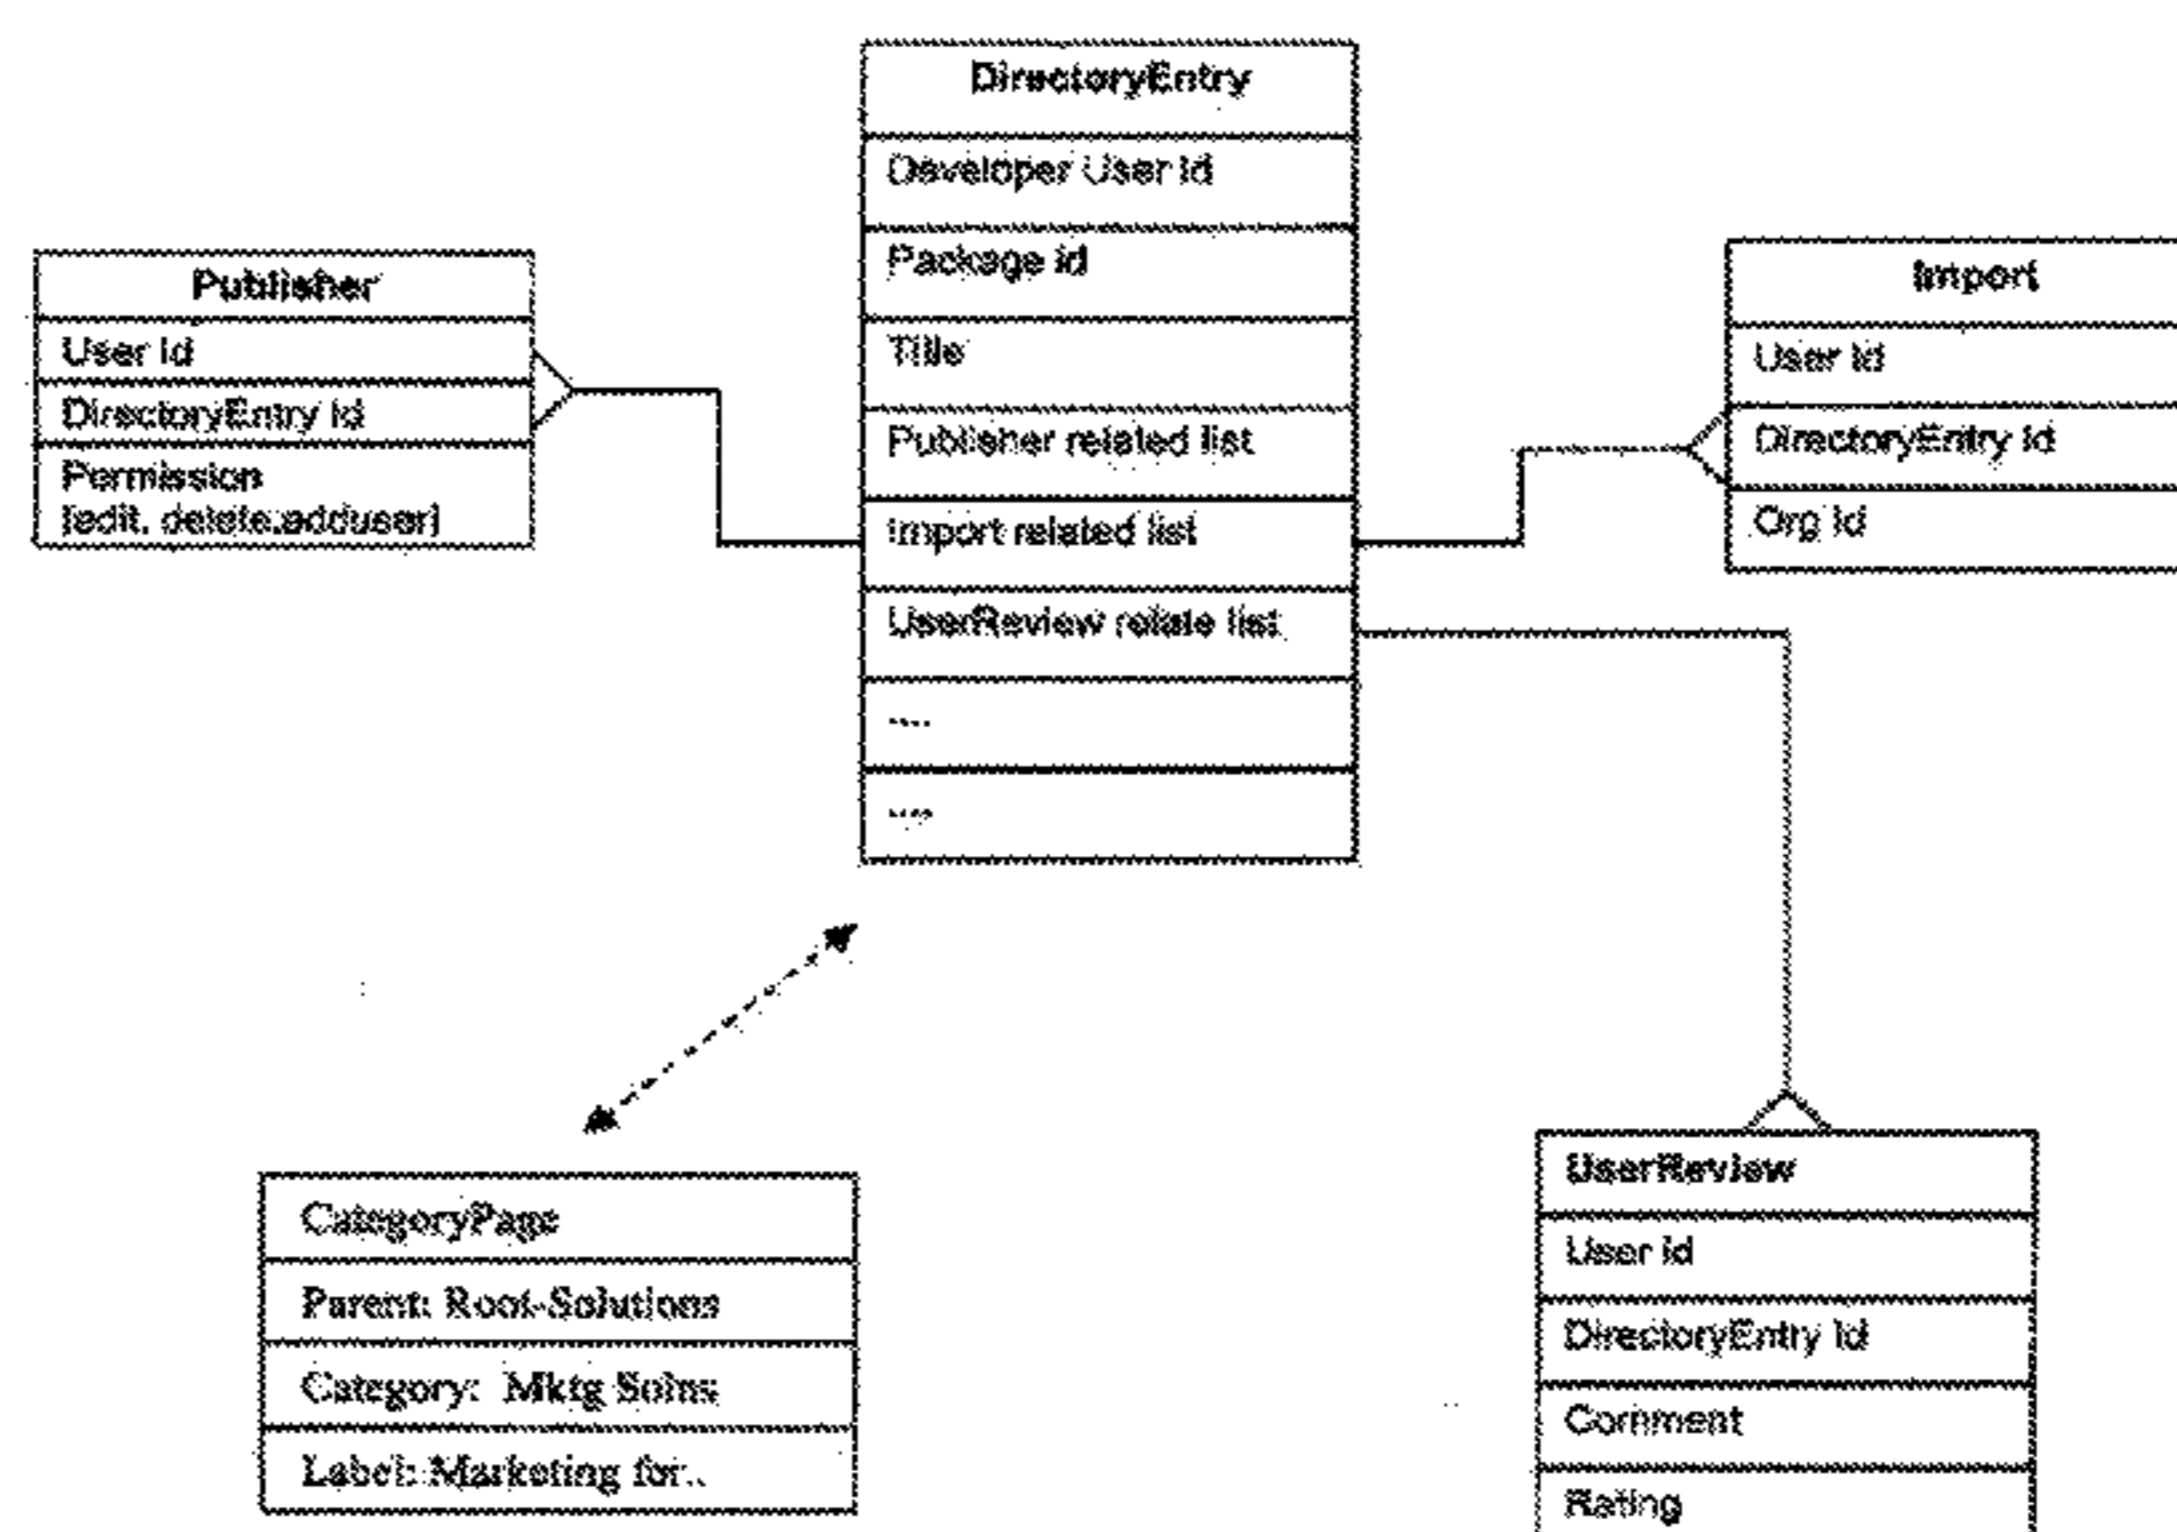 DirectoryEntry
Developer User Id
Package id
Title
Publisher related list
Import related list
UserReview relate list
....
....
Publisher
User Id
DirectoryEntry Id
Permission
[edit, delete,adduser]
Import
User Id
DirectoryEntry Id
Org Id
CategoryPage
Parent: Root-Solutions
Category: Mktg Solns
Label: Marketing for..
UserReview
User id
DirectoryEntry Id
Comment
Rating